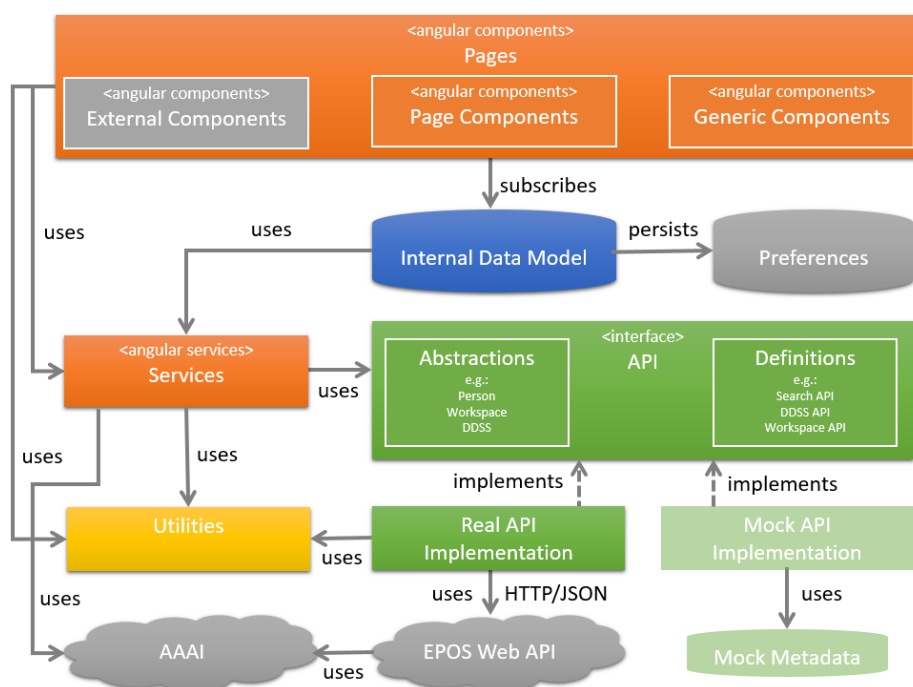 <angular components>
Pages
<angular components>
External Components
<angular components>
Page Components
<angular components>
Generic Components
subscribes
uses
uses
Internal Data Model
persists
Preferences
<angular services>
Services
uses
<interface>
API
Abstractions
e.g.:
Person
Workspace
DDSS
Definitions
e.g.:
Search API
DDSS API
Workspace API
uses
uses
implements
implements
Utilities
uses
Real API
Implementation
Mock API
Implementation
uses
uses
HTTP/JSON
uses
AAAI
uses
EPOS Web API
Mock Metadata